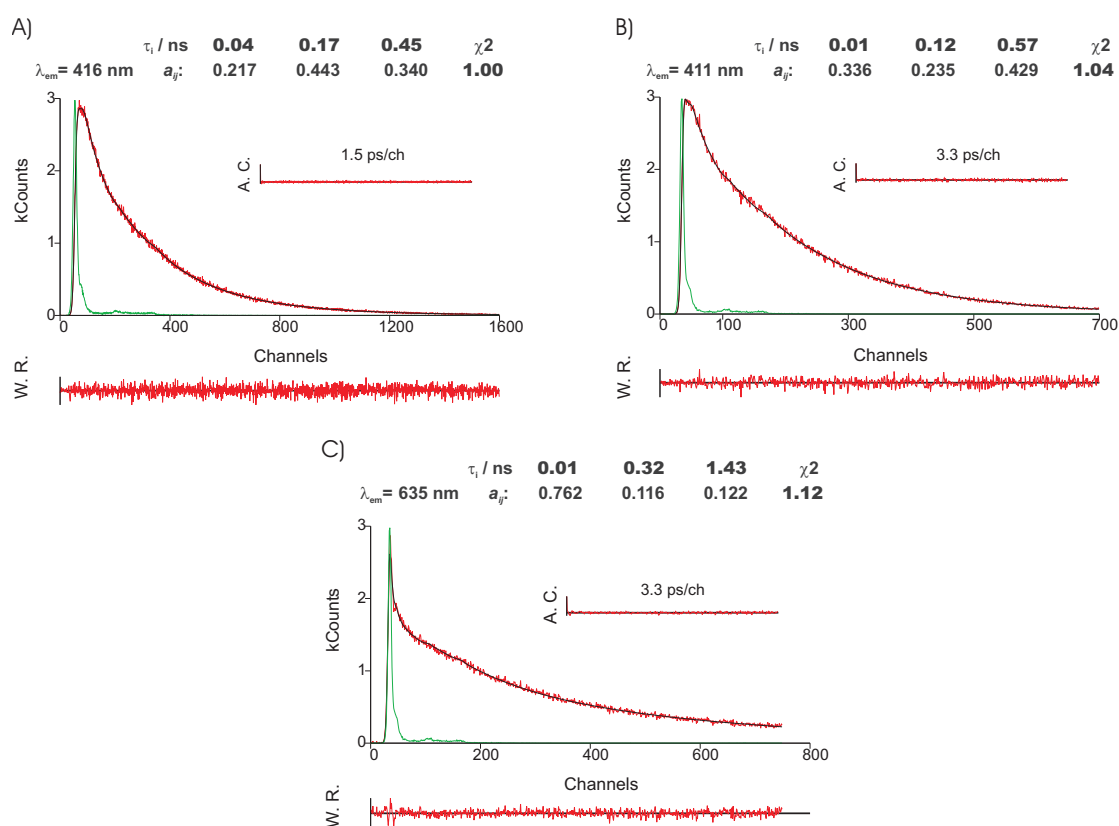 A)
τi / ns 0.04 0.17 0.45 χ2
λem= 416 nm aij: 0.217 0.443 0.340 1.00
3
2
1
0
kCounts
A. C.
1.5 ps/ch
0 400 800 1200 1600
Channels
W. R.
B)
τi / ns 0.01 0.12 0.57 χ2
λem= 411 nm aij: 0.336 0.235 0.429 1.04
3
2
1
0
kCounts
A. C.
3.3 ps/ch
0 100 300 500 700
Channels
W. R.
C)
τi / ns 0.01 0.32 1.43 χ2
λem= 635 nm aij: 0.762 0.116 0.122 1.12
3
2
1
0
kCounts
A. C.
3.3 ps/ch
0 200 400 600 800
Channels
W. R.